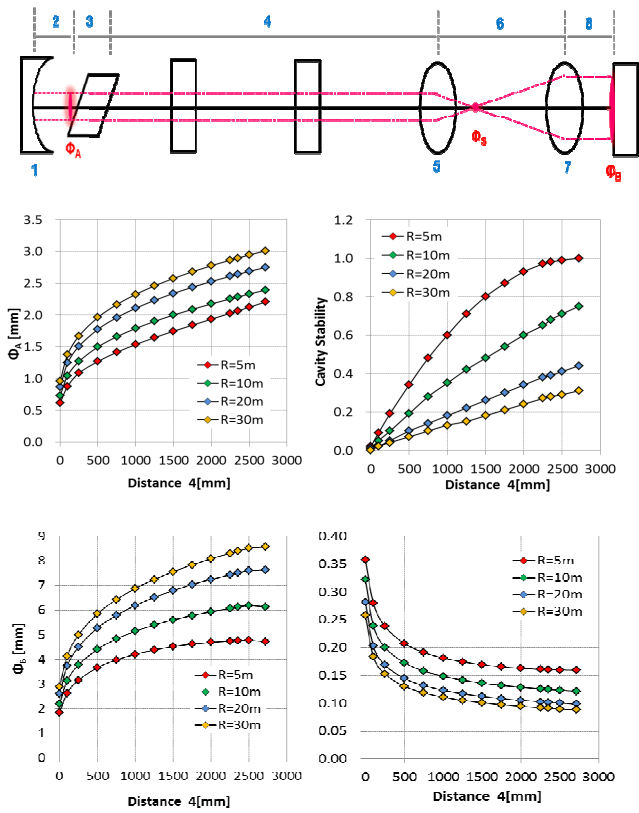 2 3 4 6 8
1 ΦA 5 Φs 7 ΦB
3.5
3.0
2.5
2.0
1.5
1.0
0.5
0.0
ΦA [mm]
R=5m
R=10m
R=20m
R=30m
0 500 1000 1500 2000 2500 3000
Distance 4[mm]
1.2
1.0
0.8
0.6
0.4
0.2
0.0
Cavity Stability
R=5m
R=10m
R=20m
R=30m
0 500 1000 1500 2000 2500 3000
Distance 4[mm]
9
8
7
6
5
4
3
2
1
0
ΦB [mm]
R=5m
R=10m
R=20m
R=30m
0 500 1000 1500 2000 2500 3000
Distance 4[mm]
0.40
0.35
0.30
0.25
0.20
0.15
0.10
0.05
0.00
R=5m
R=10m
R=20m
R=30m
0 500 1000 1500 2000 2500 3000
Distance 4[mm]